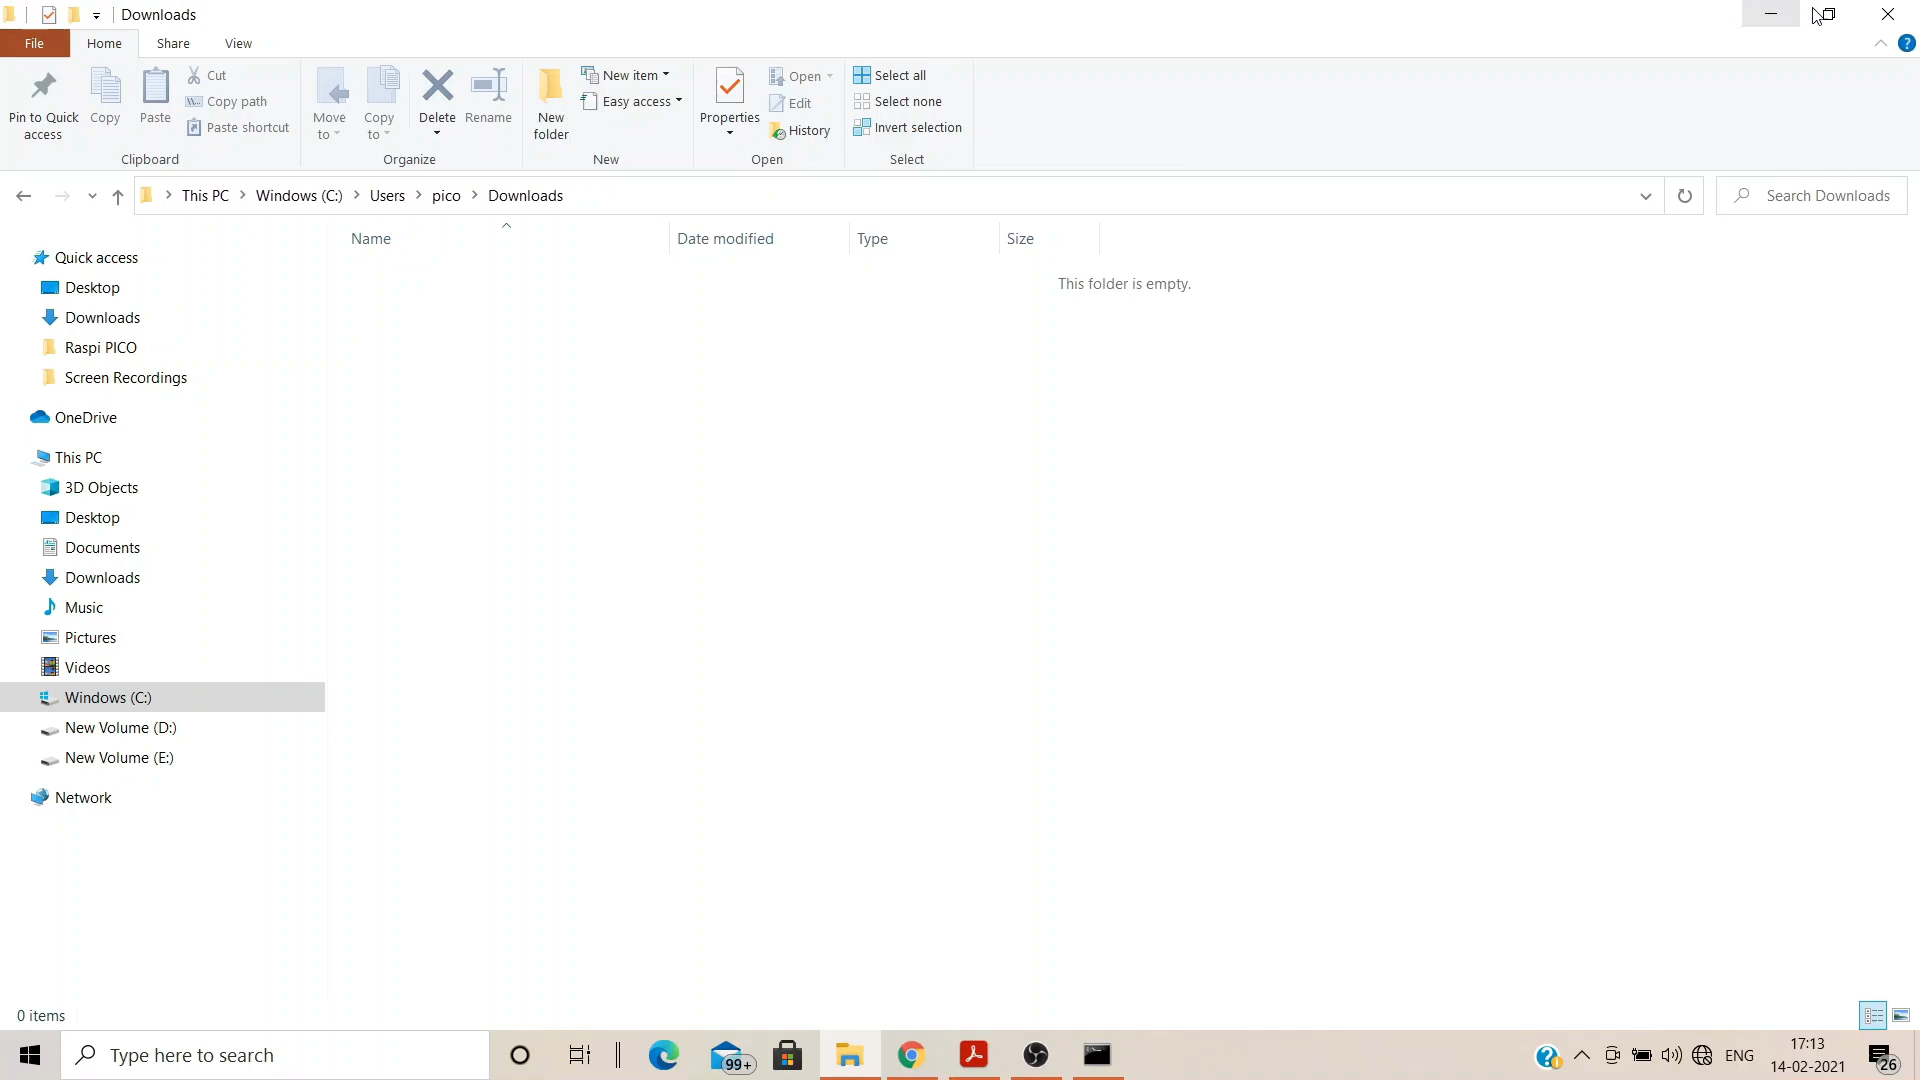 Downloads
File Home Share View
Pin to Quick access
Copy
Paste
Cut
Copy path
Paste shortcut
Clipboard
Move to
Copy to
Delete
Rename
Organize
New folder
New item
Easy access
New
Properties
Open
Edit
History
Open
Select all
Select none
Invert selection
Select
This PC > Windows (C:) > Users > pico > Downloads
Search Downloads
Name Date modified Type Size
This folder is empty.
Quick access
Desktop
Downloads
Raspi PICO
Screen Recordings
OneDrive
This PC
3D Objects
Desktop
Documents
Downloads
Music
Pictures
Videos
Windows (C:)
New Volume (D:)
New Volume (E:)
Network
0 items
Type here to search
99+
ENG
17:13
14-02-2021
26